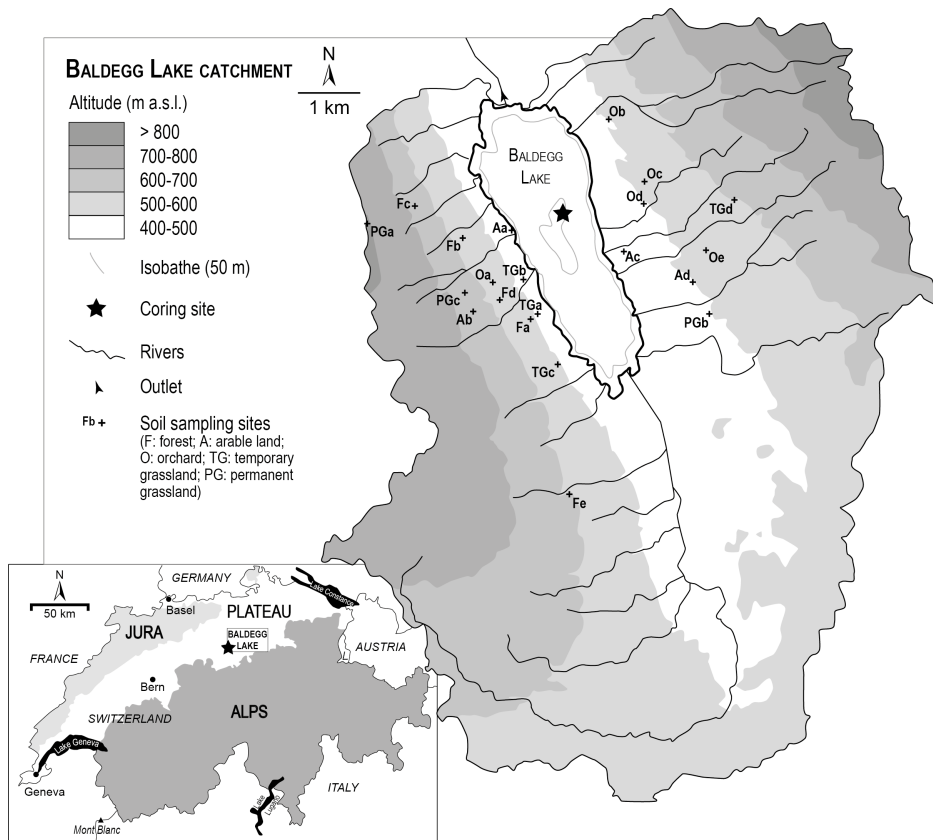 BALDEGG LAKE CATCHMENT
N
1 km
Altitude (m a.s.l.)
> 800
700-800
600-700
500-600
400-500
Isobathe (50 m)
Coring site
Rivers
Outlet
Fb
Soil sampling sites
(F: forest; A: arable land;
O: orchard; TG: temporary
grassland; PG: permanent
grassland)
BALDEGG
LAKE
Ob
Oc
Od
TGd
Fc
PGa
Aa
Fb
Ac
Oe
Oa
TGb
Ad
PGc
Fd
TGa
Ab
Fa
PGb
TGc
Fe
N
50 km
GERMANY
Lake Constance
Basel
PLATEAU
JURA
BALDEGG
LAKE
AUSTRIA
LI
FRANCE
Bern
SWITZERLAND
ALPS
Lake Geneva
Geneva
ITALY
Lake
Lugano
Mont Blanc